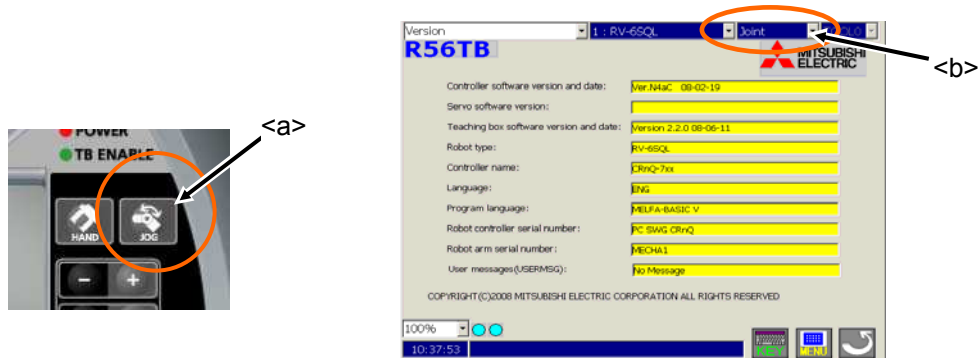 Version
1 : RV-6SQL
Joint
R56TB
MITSUBISHI
ELECTRIC
<b>
Controller software version and date:
Ver.N4aC 08-02-19
Servo software version:
Teaching box software version and date:
Version 2.2.0 08-06-11
Robot type:
RV-6SQL
Controller name:
CRnQ-7xx
Language:
ENG
Program language:
MELFA-BASIC V
Robot controller serial number:
PC SWG CRnQ
Robot arm serial number:
MECHA1
User messages(USERMSG):
No Message
COPYRIGHT(C)2008 MITSUBISHI ELECTRIC CORPORATION ALL RIGHTS RESERVED
100%
10:37:53
KEY
MENU
<a>
POWER
TB ENABLE
HAND
JOG
-
+